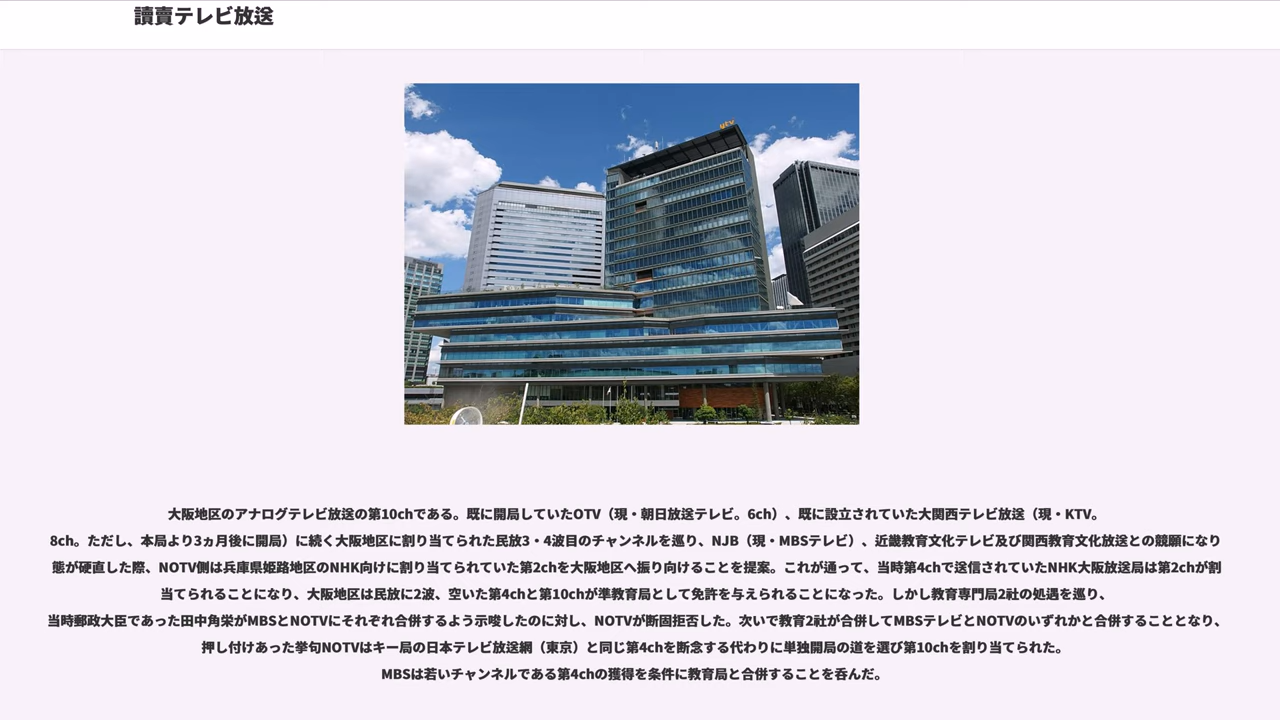 讀賣テレビ放送
ytv
大阪地区のアナログテレビ放送の第10chである。既に開局していたOTV（現・朝日放送テレビ。6ch）、既に設立されていた大関西テレビ放送（現・KTV。
8ch。ただし、本局より3ヵ月後に開局）に続く大阪地区に割り当てられた民放3・4波目のチャンネルを巡り、NJB（現・MBSテレビ）、近畿教育文化テレビ及び関西教育文化放送との競願になり
態が硬直した際、NOTV側は兵庫県姫路地区のNHK向けに割り当てられていた第2chを大阪地区へ振り向けることを提案。これが通って、当時第4chで送信されていたNHK大阪放送局は第2chが割
当てられることになり、大阪地区は民放に2波、空いた第4chと第10chが準教育局として免許を与えられることになった。しかし教育専門局2社の処遇を巡り、
当時郵政大臣であった田中角栄がMBSとNOTVにそれぞれ合併するよう示唆したのに対し、NOTVが断固拒否した。次いで教育2社が合併してMBSテレビとNOTVのいずれかと合併することとなり、
押し付けあった挙句NOTVはキー局の日本テレビ放送網（東京）と同じ第4chを断念する代わりに単独開局の道を選び第10chを割り当てられた。
MBSは若いチャンネルである第4chの獲得を条件に教育局と合併することを呑んだ。